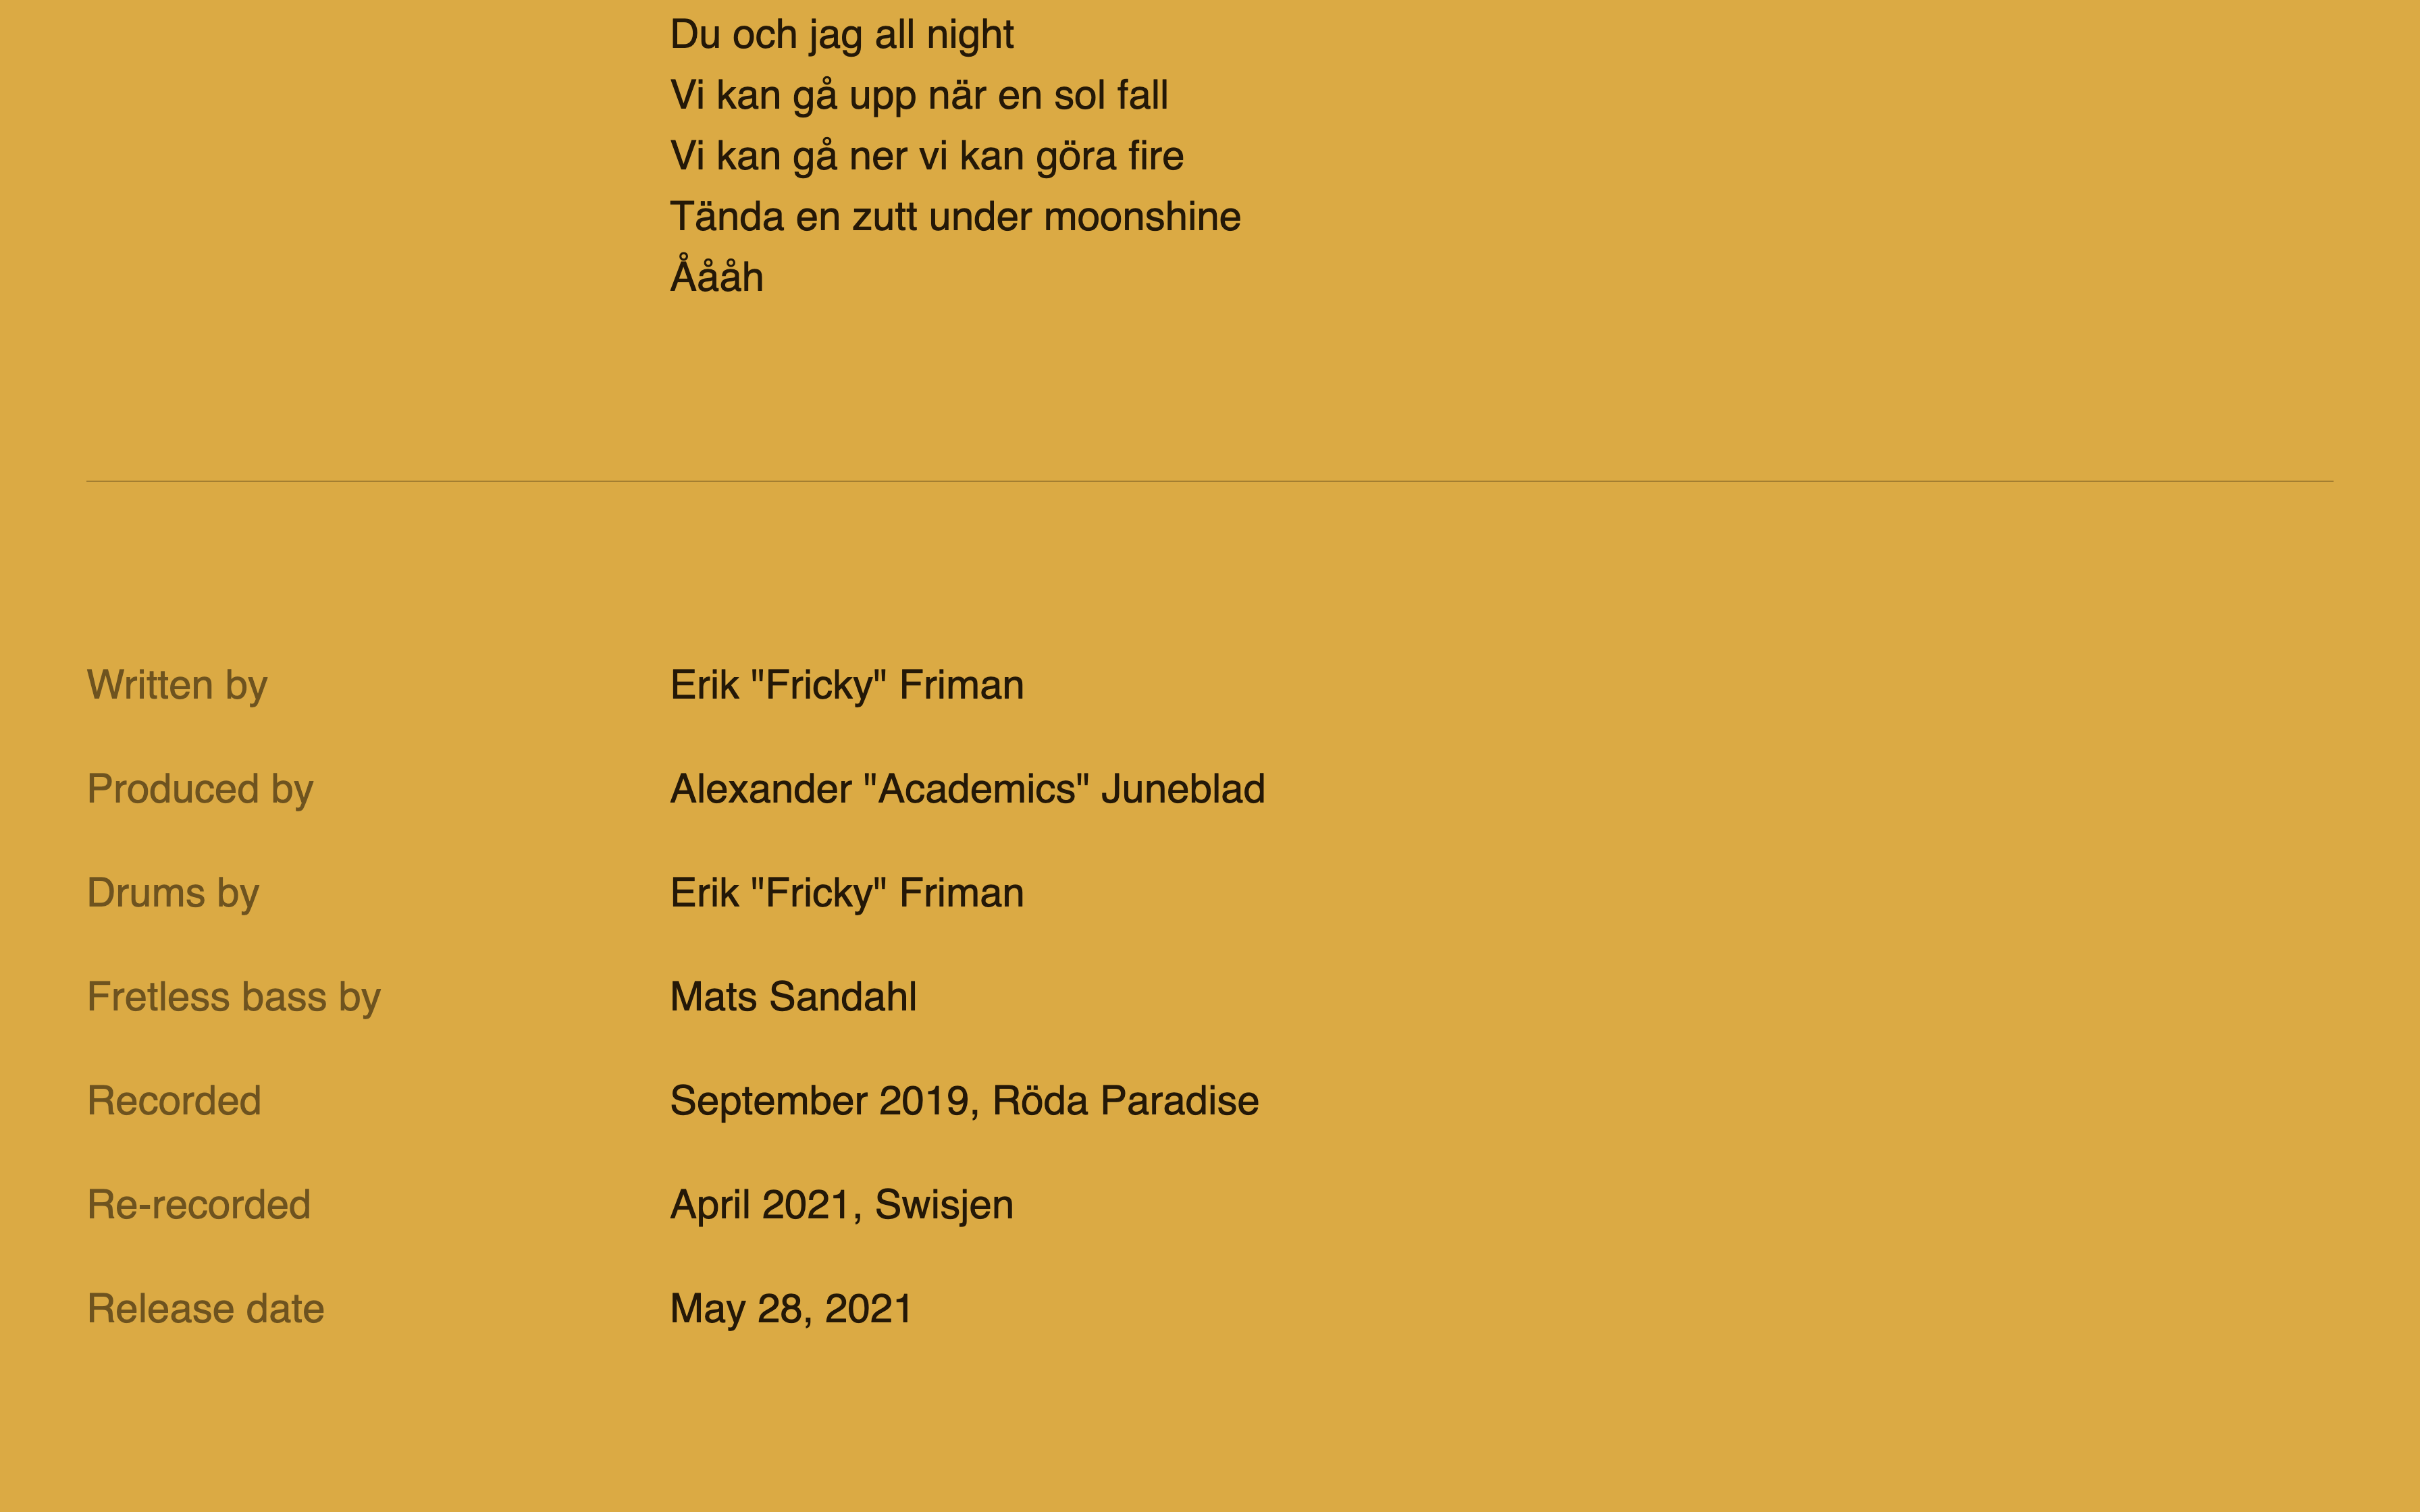 Du och jag all night
Vi kan gå upp när en sol fall
Vi kan gå ner vi kan göra fire
Tända en zutt under moonshine
Åååh
Written by Erik "Fricky" Friman
Produced by Alexander "Academics" Juneblad
Drums by Erik "Fricky" Friman
Fretless bass by Mats Sandahl
Recorded September 2019, Röda Paradise
Re-recorded April 2021, Swisjen
Release date May 28, 2021